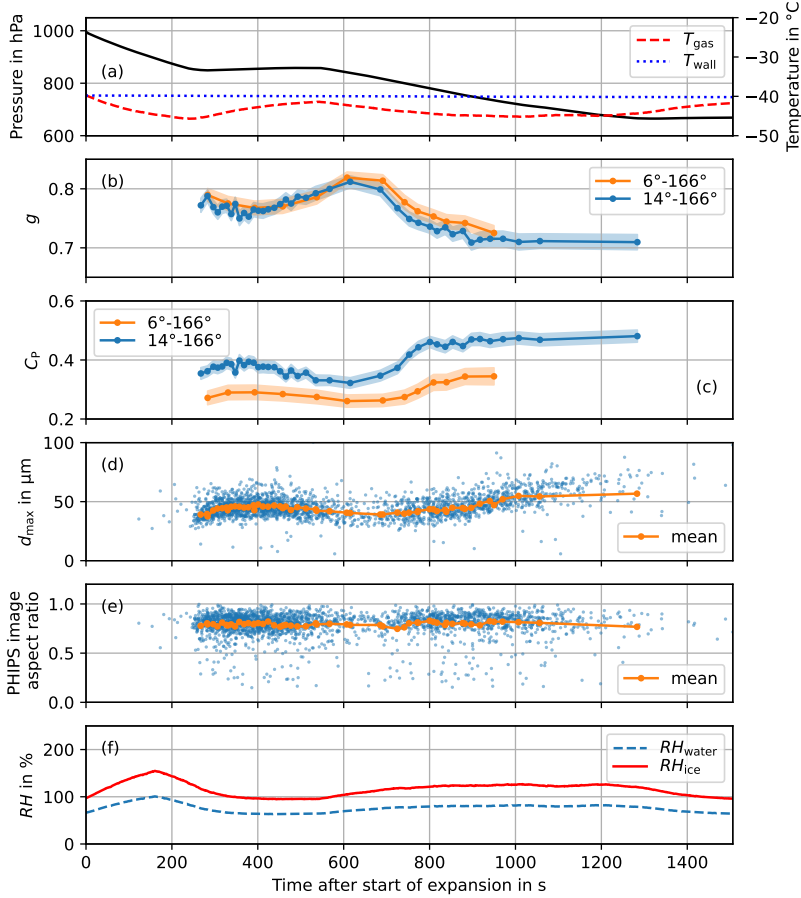 1000
800
600
Pressure in hPa
(a)
T_gas
T_wall
−20
−30
−40
−50
Temperature in °C
0.8
0.7
g
(b)
6°-166°
14°-166°
0.6
0.4
0.2
C_P
6°-166°
14°-166°
(c)
100
50
0
d_max in µm
(d)
mean
1.0
0.5
0.0
PHIPS image
aspect ratio
(e)
mean
200
100
0
RH in %
(f)
RH_water
RH_ice
0 200 400 600 800 1000 1200 1400
Time after start of expansion in s